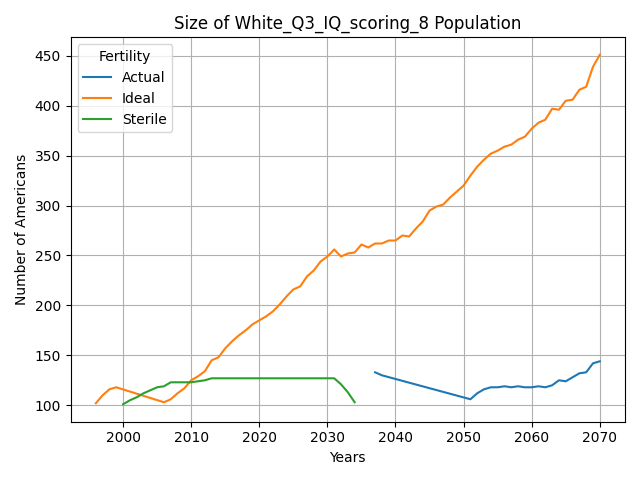 Size of White_Q3_IQ_scoring_8 Population
Fertility
Actual
Ideal
Sterile
Number of Americans
450
400
350
300
250
200
150
100
2000
2010
2020
2030
2040
2050
2060
2070
Years